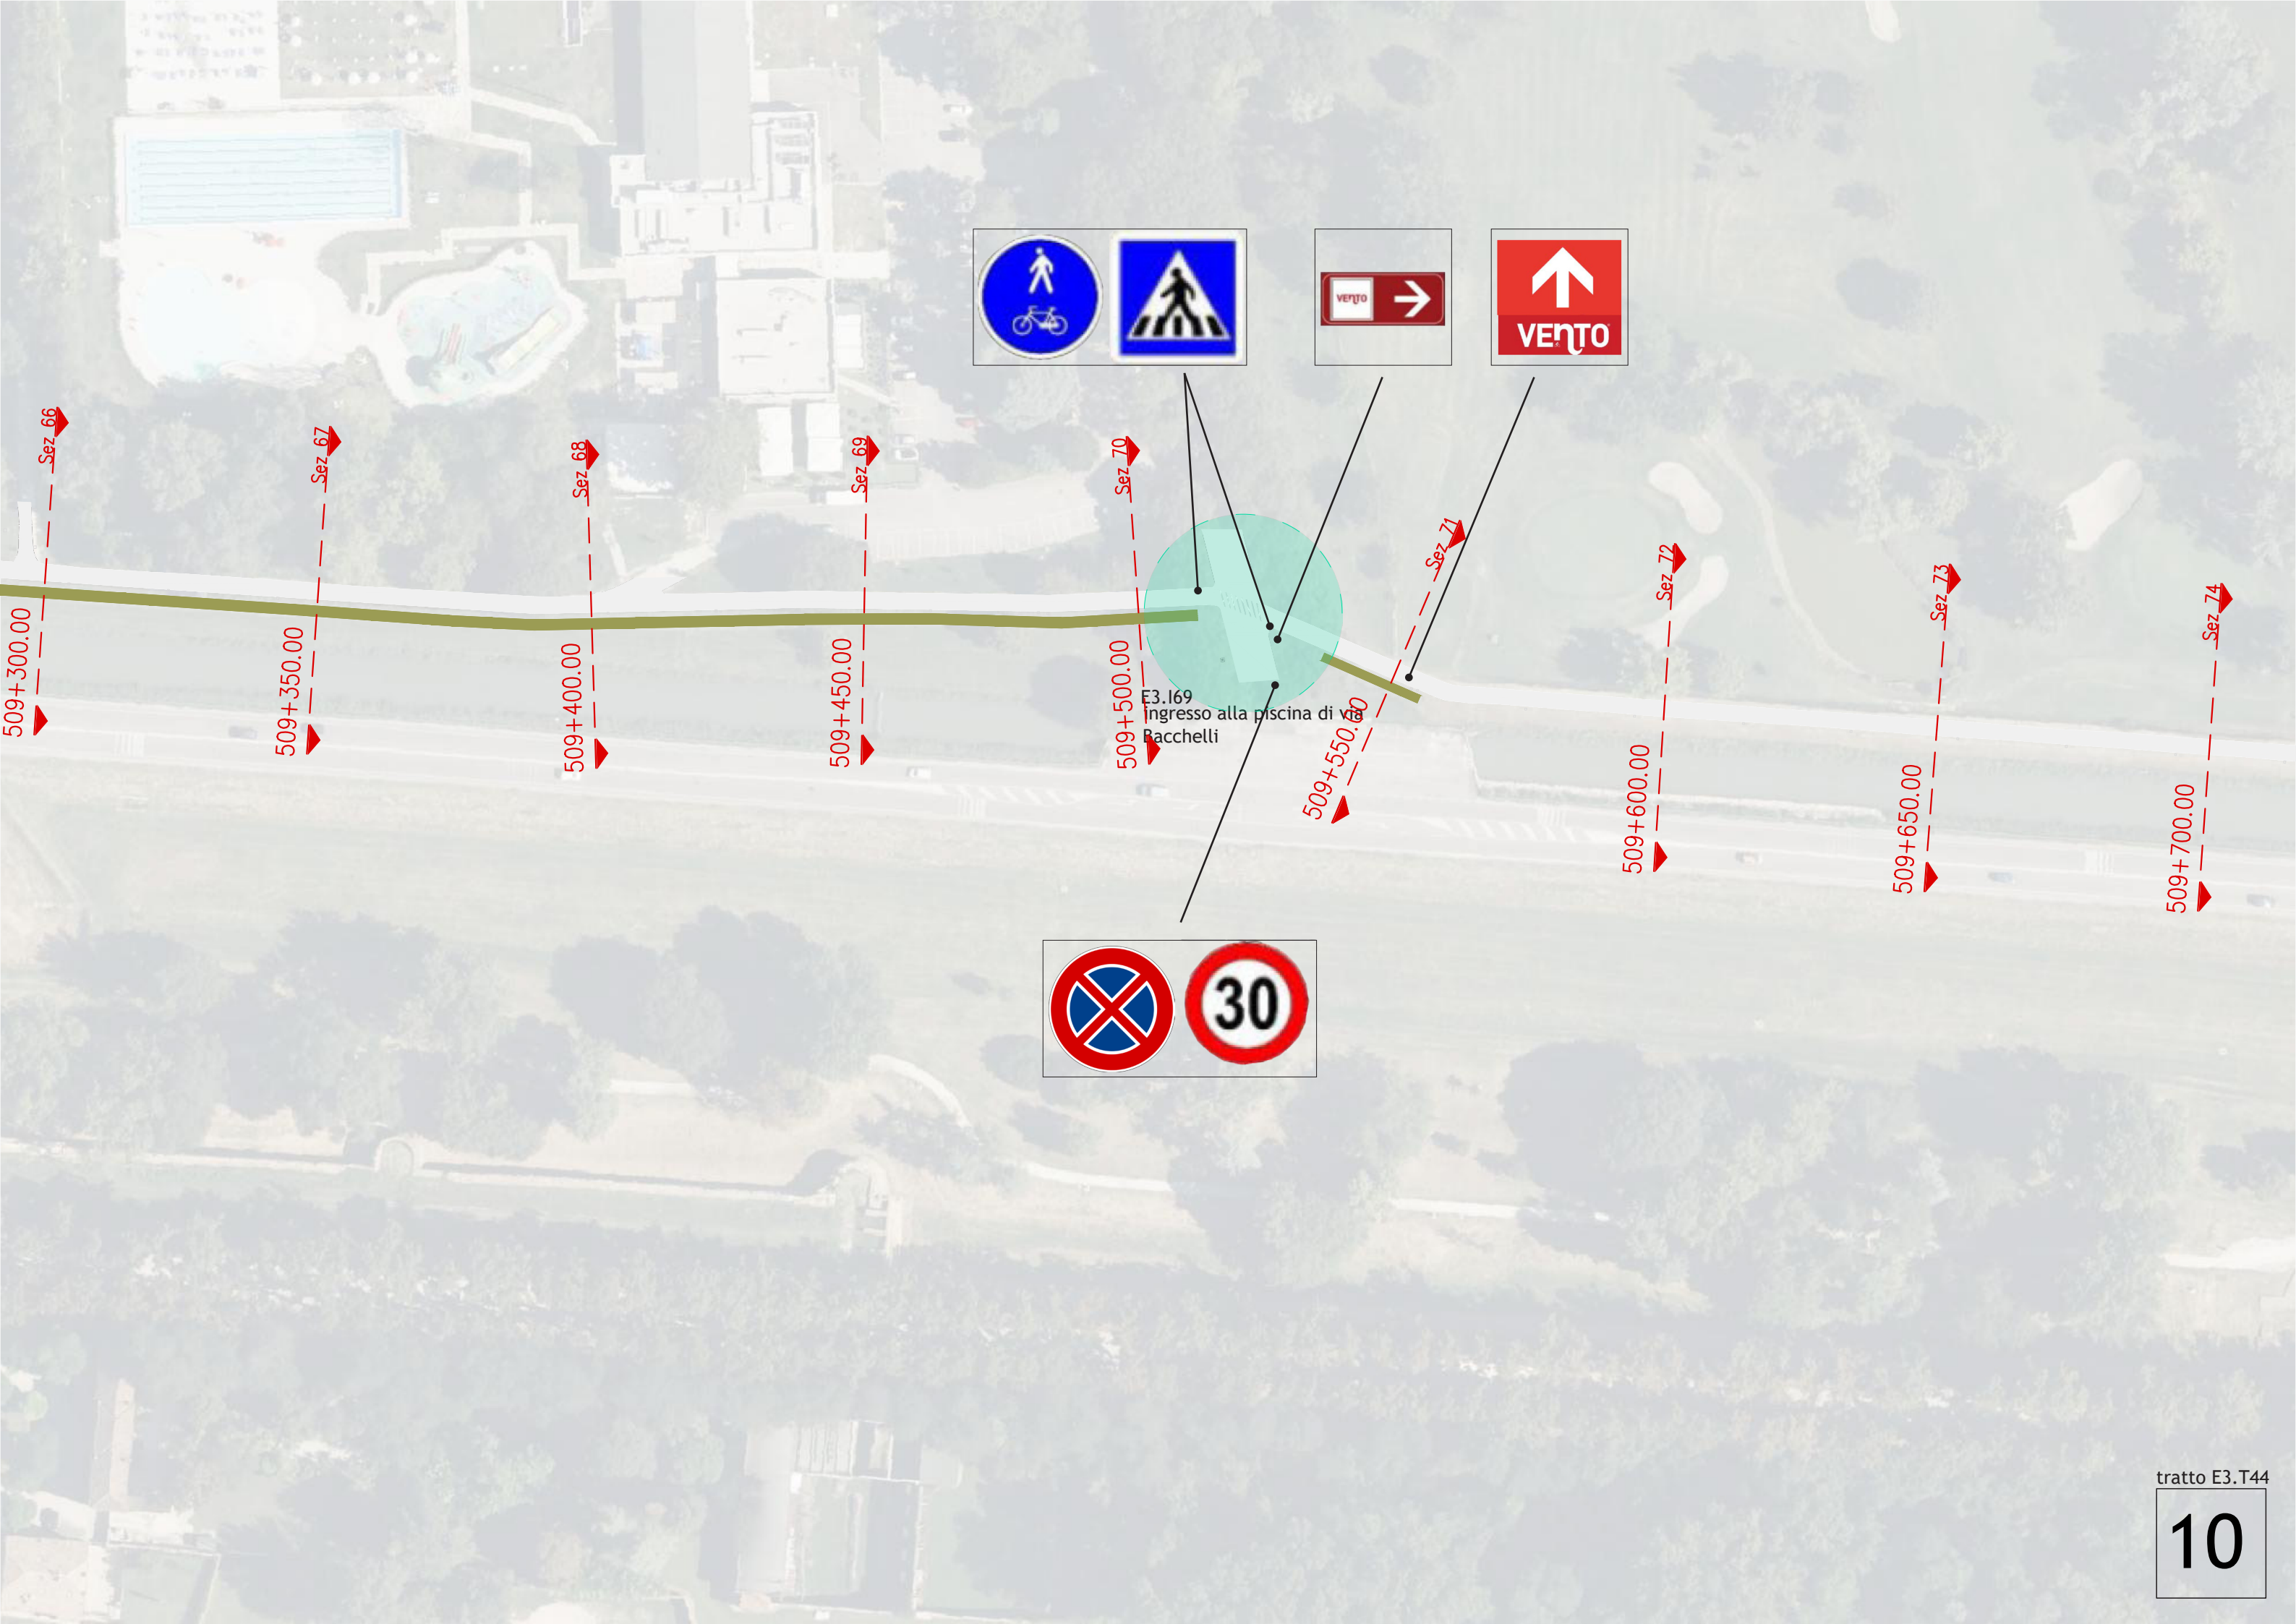 VENTO
VENTO
Sez 66
Sez 67
Sez 68
Sez 69
Sez 70
Sez 71
Sez 72
Sez 73
Sez 74
509+300.00
509+350.00
509+400.00
509+450.00
509+500.00
509+550.00
509+600.00
509+650.00
509+700.00
E3.I69
ingresso alla piscina di via
Bacchelli
30
tratto E3.T44
10